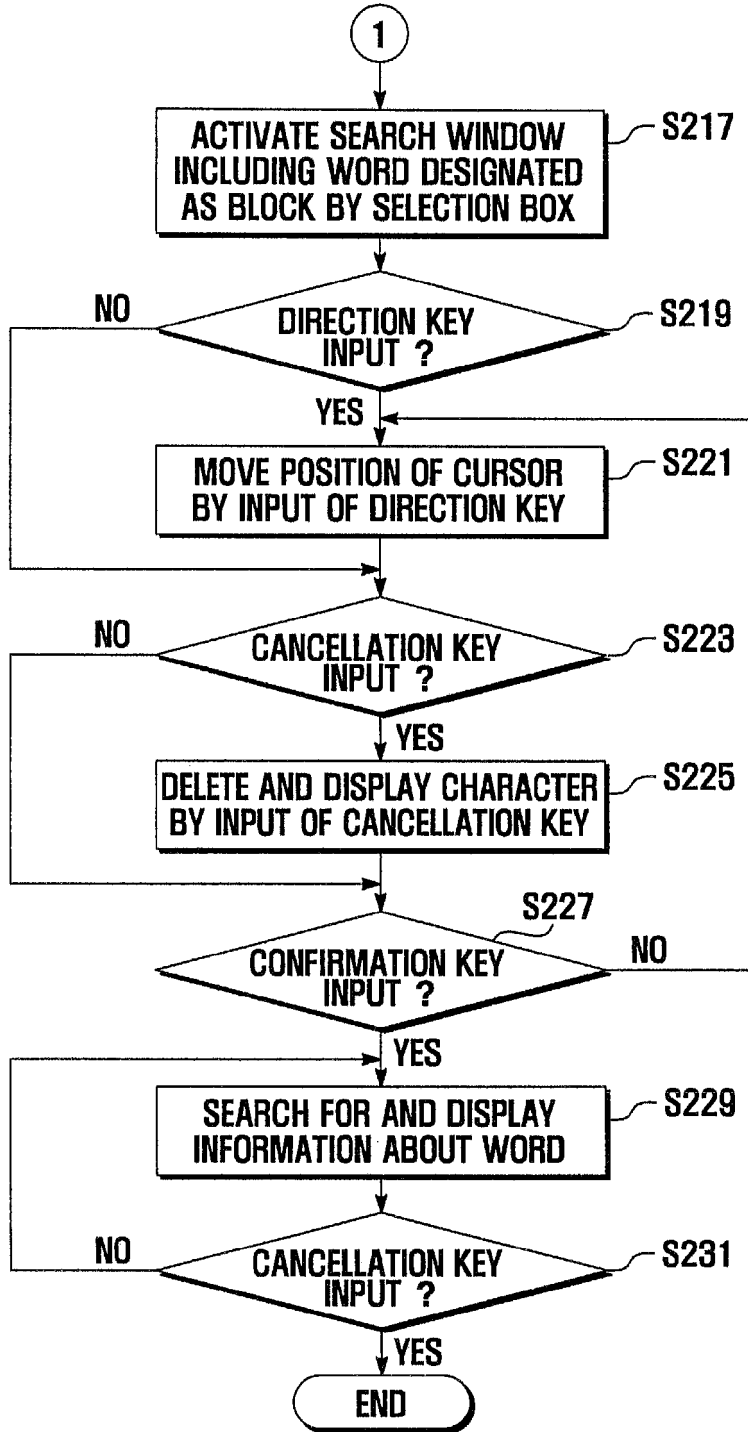 1
ACTIVATE SEARCH WINDOW
INCLUDING WORD DESIGNATED
AS BLOCK BY SELECTION BOX
S217
NO
DIRECTION KEY
INPUT ?
S219
YES
MOVE POSITION OF CURSOR
BY INPUT OF DIRECTION KEY
S221
NO
CANCELLATION KEY
INPUT ?
S223
YES
DELETE AND DISPLAY CHARACTER
BY INPUT OF CANCELLATION KEY
S225
S227
CONFIRMATION KEY
INPUT ?
NO
YES
SEARCH FOR AND DISPLAY
INFORMATION ABOUT WORD
S229
NO
CANCELLATION KEY
INPUT ?
S231
YES
END